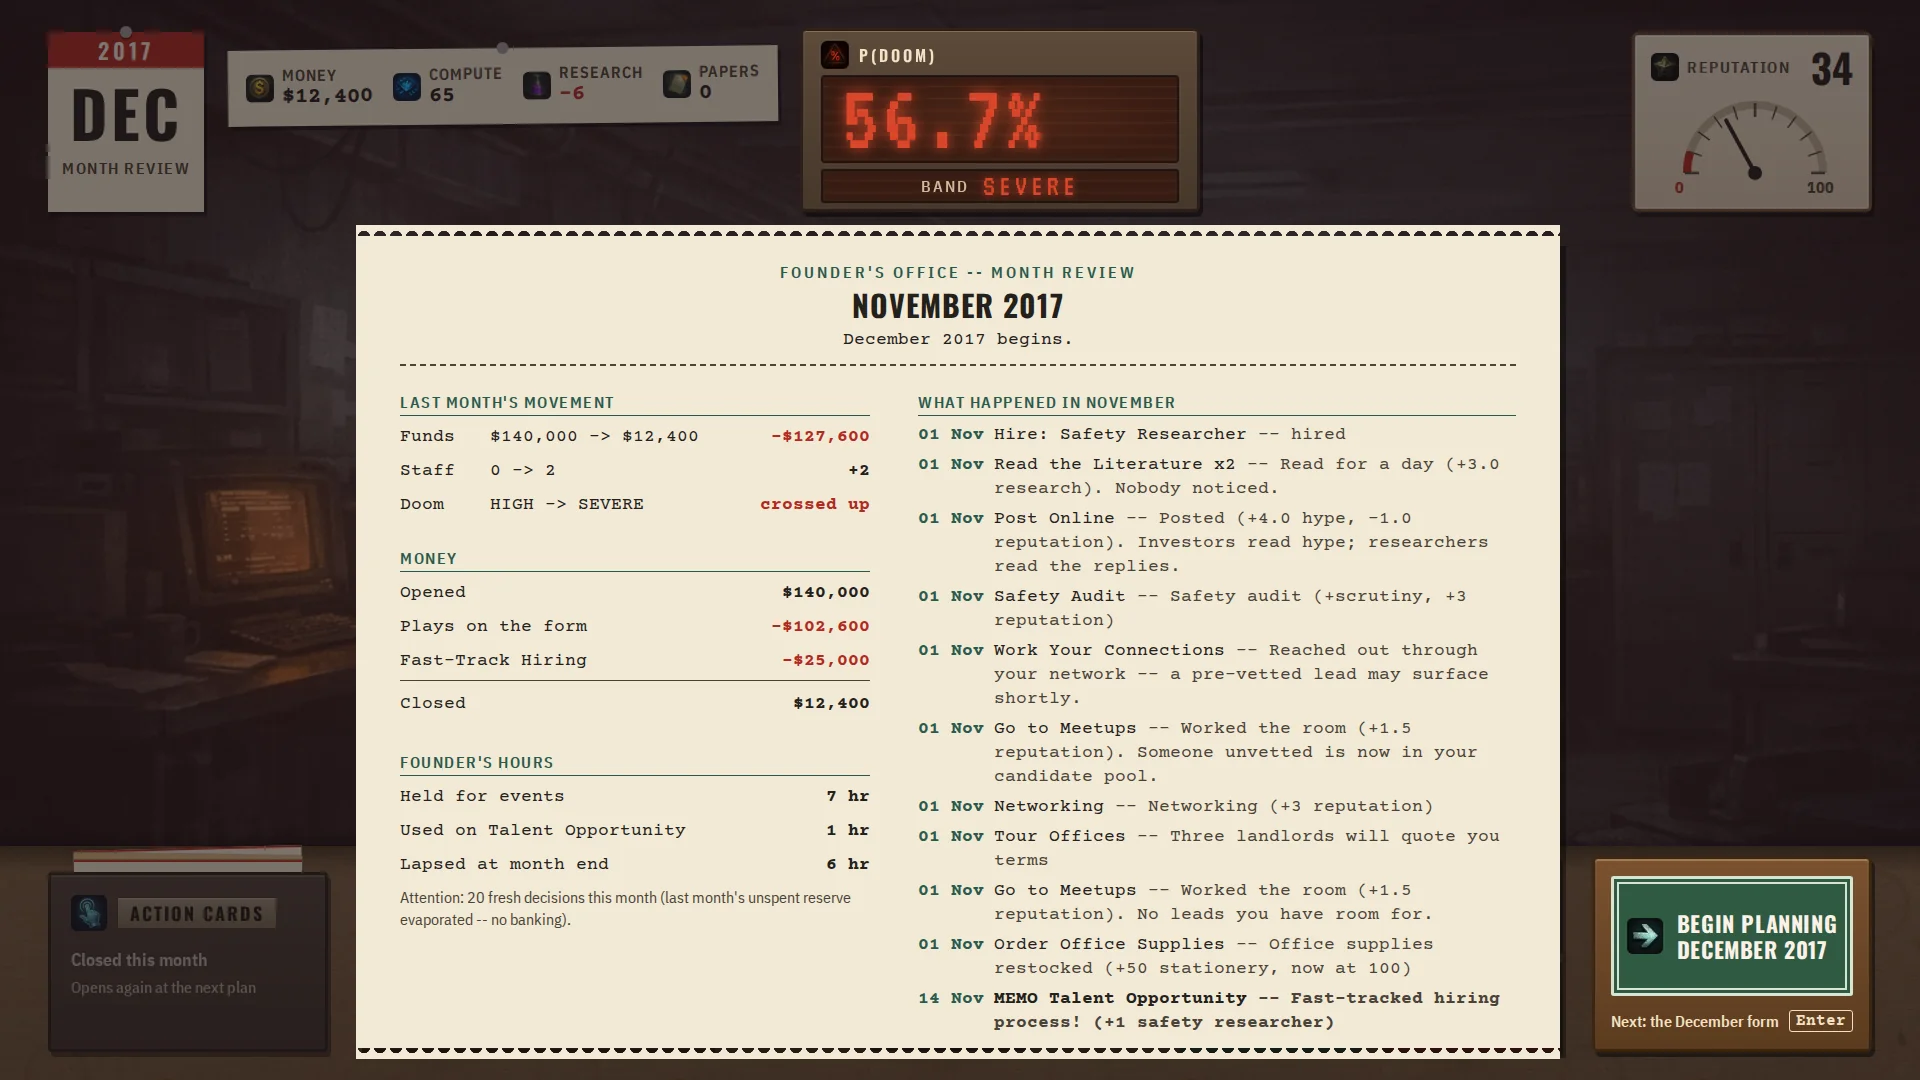 2017
DEC
MONTH REVIEW
MONEY
$12,400
COMPUTE
65
RESEARCH
-6
PAPERS
0
P(DOOM)
56.7%
BAND SEVERE
REPUTATION 34
0 100
FOUNDER'S OFFICE -- MONTH REVIEW
NOVEMBER 2017
December 2017 begins.
LAST MONTH'S MOVEMENT
Funds $140,000 -> $12,400 -$127,600
Staff 0 -> 2 +2
Doom HIGH -> SEVERE crossed up
MONEY
Opened $140,000
Plays on the form -$102,600
Fast-Track Hiring -$25,000
Closed $12,400
FOUNDER'S HOURS
Held for events 7 hr
Used on Talent Opportunity 1 hr
Lapsed at month end 6 hr
Attention: 20 fresh decisions this month (last month's unspent reserve
evaporated -- no banking).
WHAT HAPPENED IN NOVEMBER
01 Nov Hire: Safety Researcher -- hired
01 Nov Read the Literature x2 -- Read for a day (+3.0
research). Nobody noticed.
01 Nov Post Online -- Posted (+4.0 hype, -1.0
reputation). Investors read hype; researchers
read the replies.
01 Nov Safety Audit -- Safety audit (+scrutiny, +3
reputation)
01 Nov Work Your Connections -- Reached out through
your network -- a pre-vetted lead may surface
shortly.
01 Nov Go to Meetups -- Worked the room (+1.5
reputation). Someone unvetted is now in your
candidate pool.
01 Nov Networking -- Networking (+3 reputation)
01 Nov Tour Offices -- Three landlords will quote you
terms
01 Nov Go to Meetups -- Worked the room (+1.5
reputation). No leads you have room for.
01 Nov Order Office Supplies -- Office supplies
restocked (+50 stationery, now at 100)
14 Nov MEMO Talent Opportunity -- Fast-tracked hiring
process! (+1 safety researcher)
ACTION CARDS
Closed this month
Opens again at the next plan
BEGIN PLANNING
DECEMBER 2017
Next: the December form Enter